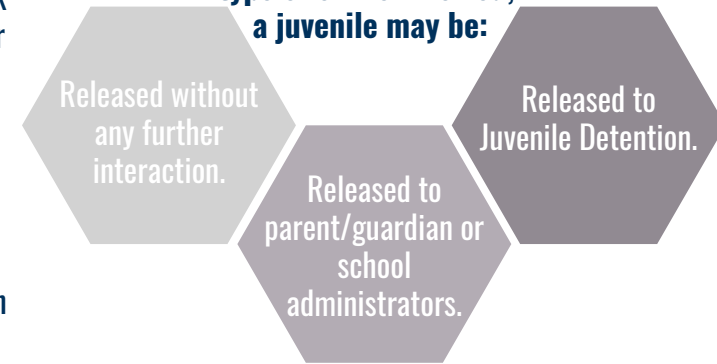 a juvenile may be:
Released without
any further
interaction.
Released to
parent/guardian or
school
administrators.
Released to
Juvenile Detention.